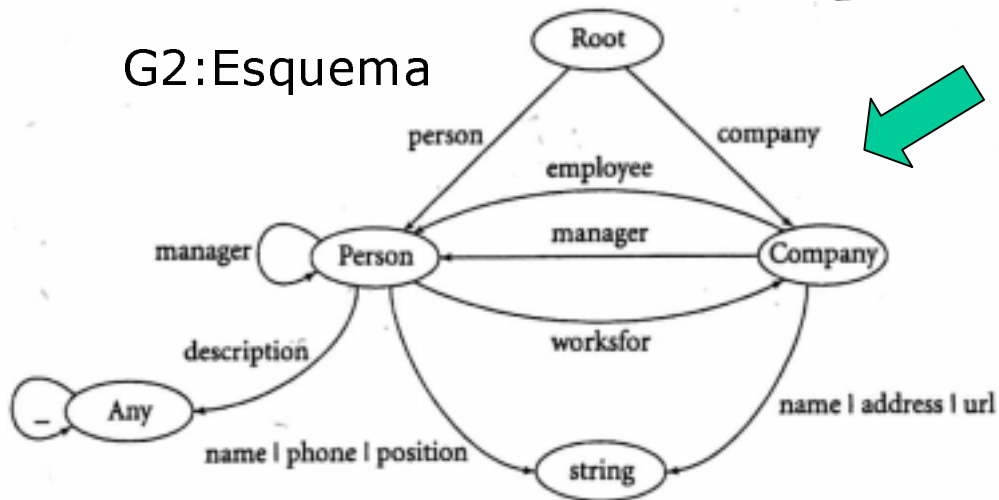 Root
G2:Esquema
person
company
employee
manager
manager
Person
Company
worksfor
description
name | address | url
_
Any
name | phone | position
string